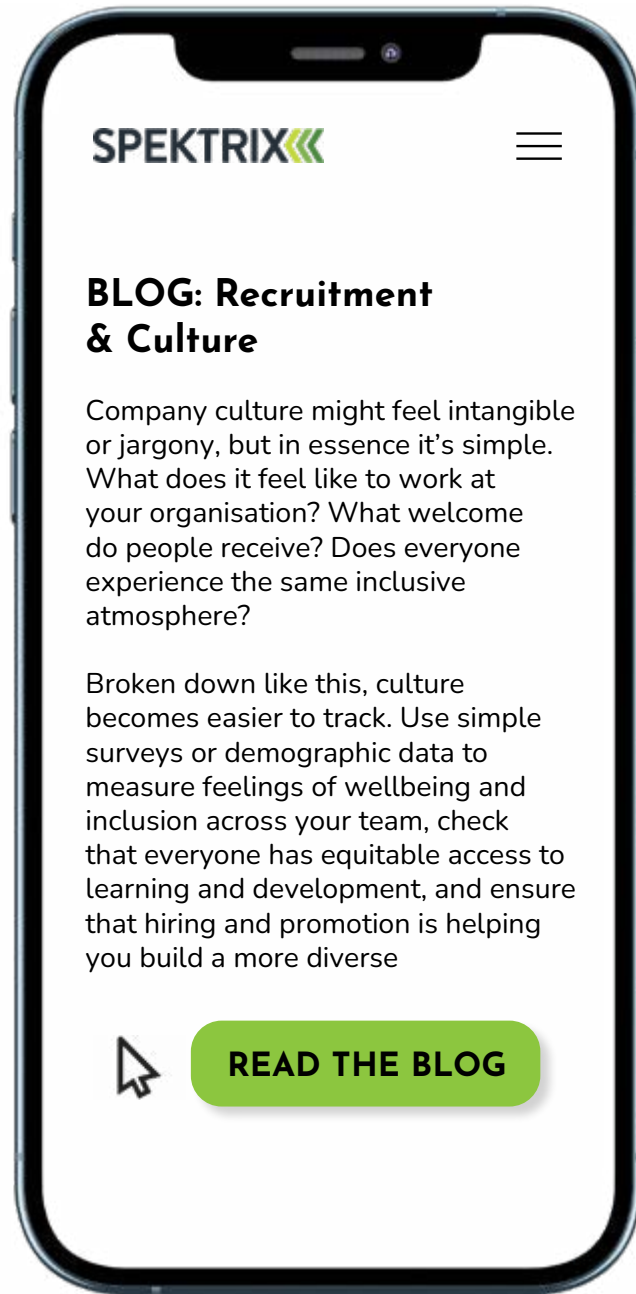 SPEKTRIX
BLOG: Recruitment
& Culture
Company culture might feel intangible
or jargony, but in essence it’s simple.
What does it feel like to work at
your organisation? What welcome
do people receive? Does everyone
experience the same inclusive
atmosphere?
Broken down like this, culture
becomes easier to track. Use simple
surveys or demographic data to
measure feelings of wellbeing and
inclusion across your team, check
that everyone has equitable access to
learning and development, and ensure
that hiring and promotion is helping
you build a more diverse
READ THE BLOG